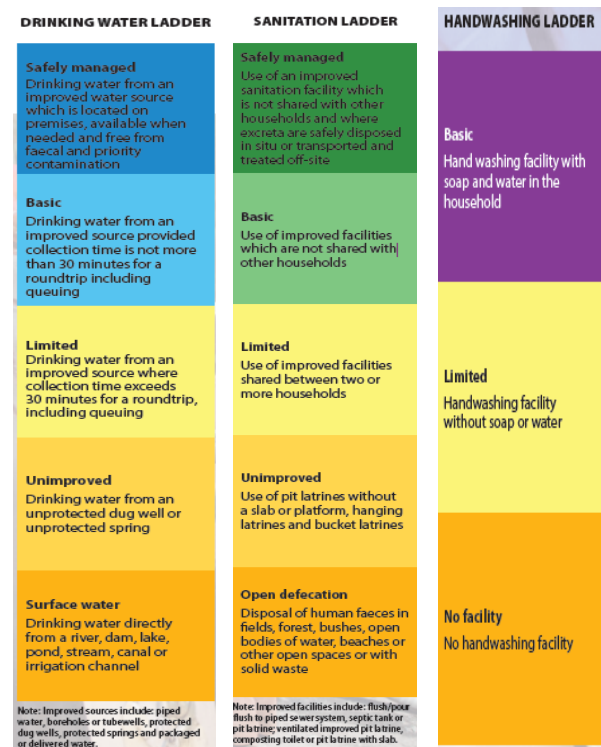 DRINKING WATER LADDER
Safely managed
Drinking water from an
improved water source
which is located on
premises, available when
needed and free from
faecal and priority
contamination
Basic
Drinking water from an
improved source provided
collection time is not more
than 30 minutes for a
roundtrip including
queuing
Limited
Drinking water from an
improved source where
collection time exceeds
30 minutes for a roundtrip,
including queuing
Unimproved
Drinking water from an
unprotected dug well or
unprotected spring
Surface water
Drinking water directly
from a river, dam, lake,
pond, stream, canal or
irrigation channel
Note: Improved sources include: piped
water, boreholes or tubewells, protected
dug wells, protected springs and packaged
or delivered water.
SANITATION LADDER
Safely managed
Use of an improved
sanitation facility which
is not shared with other
households and where
excreta are safely disposed
in situ or transported and
treated off-site
Basic
Use of improved facilities
which are not shared with
other households
Limited
Use of improved facilities
shared between two or
more households
Unimproved
Use of pit latrines without
a slab or platform, hanging
latrines and bucket latrines
Open defecation
Disposal of human faeces in
fields, forest, bushes, open
bodies of water, beaches or
other open spaces or with
solid waste
Note: Improved facilities include: flush/pour
flush to piped sewer system, septic tank or
pit latrine; ventilated improved pit latrine,
composting toilet or pit latrine with slab.
HANDWASHING LADDER
Basic
Hand washing facility with
soap and water in the
household
Limited
Handwashing facility
without soap or water
No facility
No handwashing facility